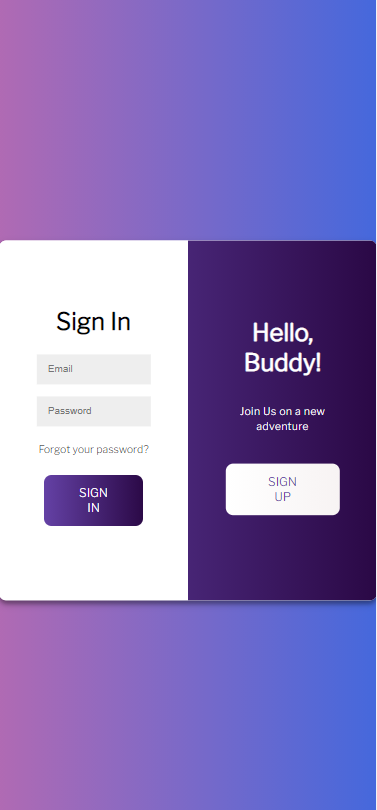 Sign In
Email
Password
Forgot your password?
SIGN
IN
Hello,
Buddy!
Join Us on a new
adventure
SIGN
UP